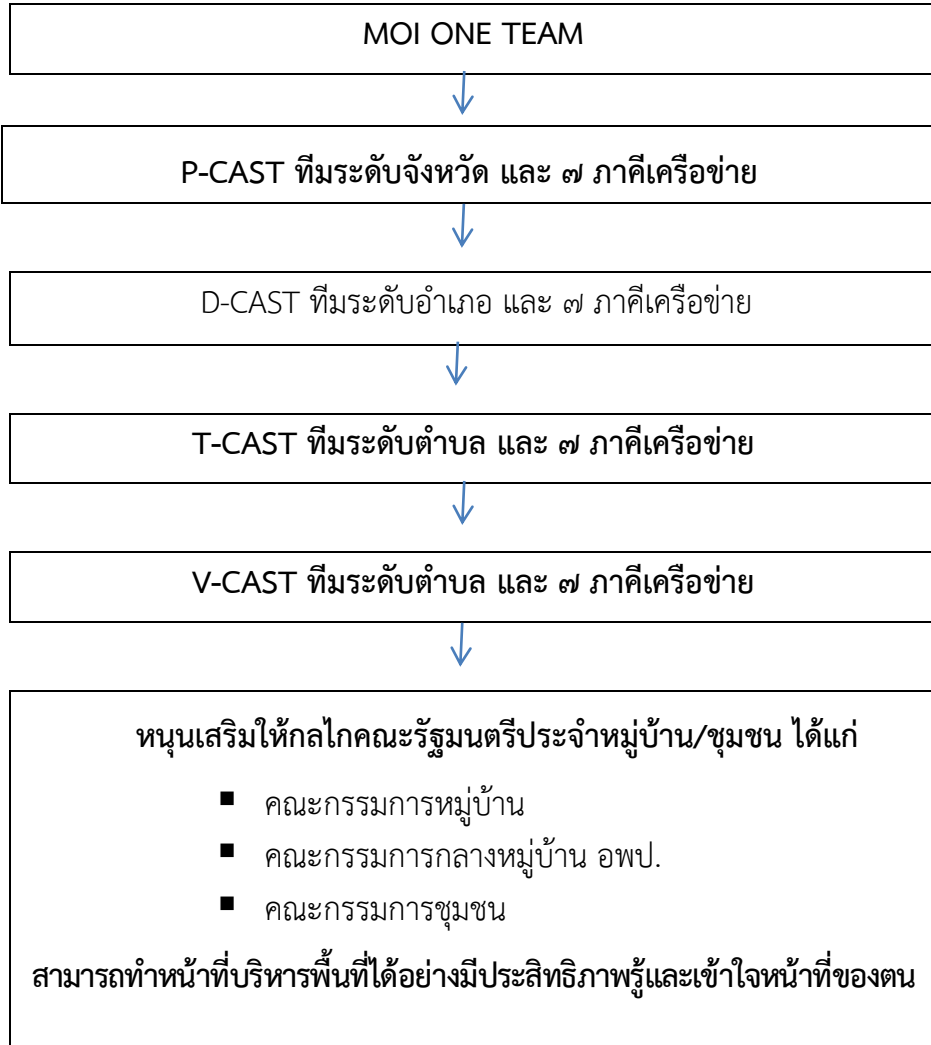 MOI ONE TEAM
P-CAST ทีมระดับจังหวัด และ ๗ ภาคีเครือข่าย
D-CAST ทีมระดับอำเภอ และ ๗ ภาคีเครือข่าย
T-CAST ทีมระดับตำบล และ ๗ ภาคีเครือข่าย
V-CAST ทีมระดับตำบล และ ๗ ภาคีเครือข่าย
หนุนเสริมให้กลไกคณะรัฐมนตรีประจำหมู่บ้าน/ชุมชน ได้แก่
▪ คณะกรรมการหมู่บ้าน
▪ คณะกรรมการกลางหมู่บ้าน อพป.
▪ คณะกรรมการชุมชน
สามารถทำหน้าที่บริหารพื้นที่ได้อย่างมีประสิทธิภาพรู้และเข้าใจหน้าที่ของตน